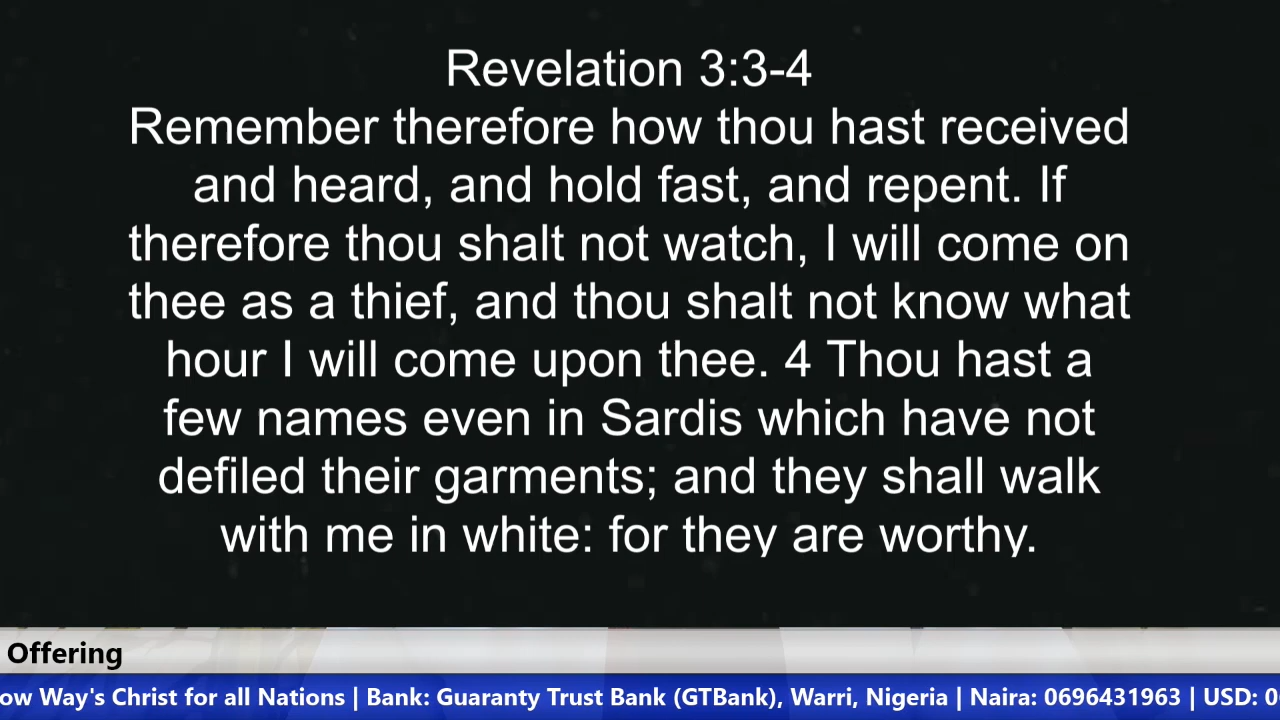 Revelation 3:3-4
Remember therefore how thou hast received
and heard, and hold fast, and repent. If
therefore thou shalt not watch, I will come on
thee as a thief, and thou shalt not know what
hour I will come upon thee. 4 Thou hast a
few names even in Sardis which have not
defiled their garments; and they shall walk
with me in white: for they are worthy.
Offering
ow Way's Christ for all Nations | Bank: Guaranty Trust Bank (GTBank), Warri, Nigeria | Naira: 0696431963 | USD: 0